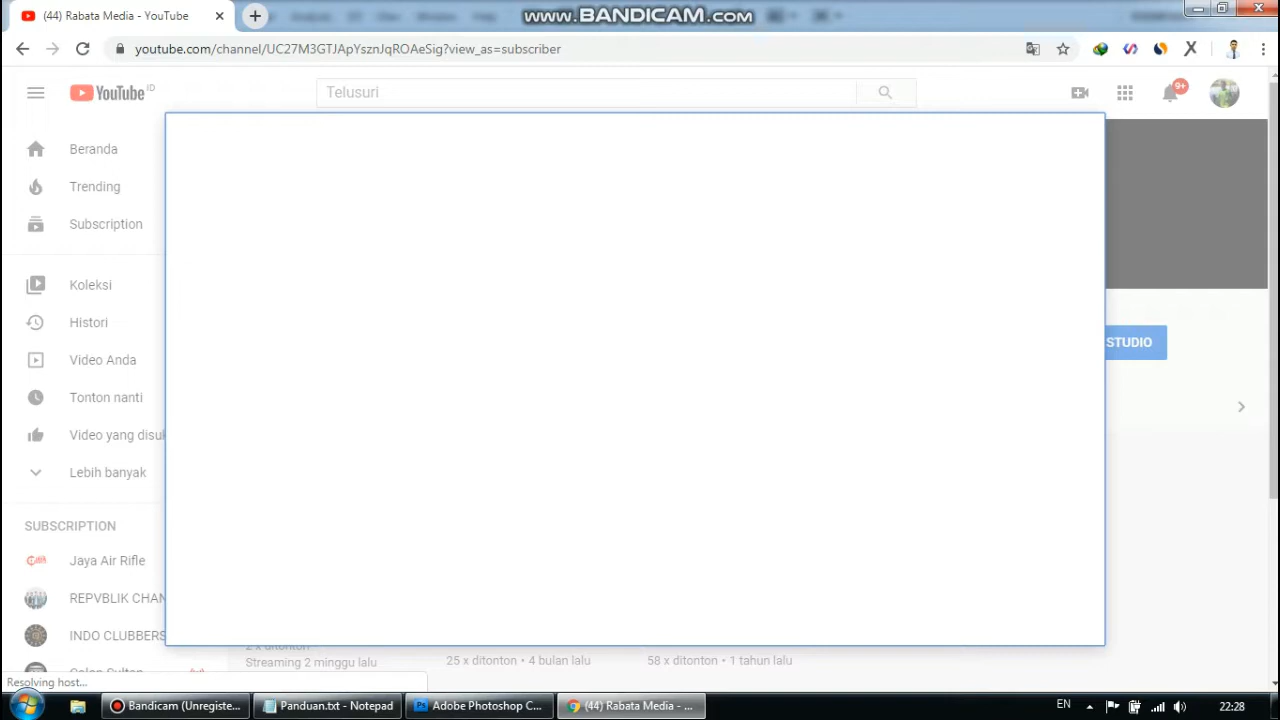 (44) Rabata Media - YouTube
www.BANDICAM.com
youtube.com/channel/UC27M3GTJApYsznJqROAeSig?view_as=subscriber
YouTube ID
Telusuri
9+
Beranda
Trending
Subscription
Koleksi
Histori
Video Anda
Tonton nanti
Video yang disuk
Lebih banyak
STUDIO
SUBSCRIPTION
Jaya Air Rifle
REPVBLIK CHAN
INDO CLUBBERS
2 x ditonton
Streaming 2 minggu lalu
25 x ditonton • 4 bulan lalu
58 x ditonton • 1 tahun lalu
Resolving host...
Bandicam (Unregiste...
Panduan.txt - Notepad
Adobe Photoshop C...
(44) Rabata Media - ...
EN
22:28